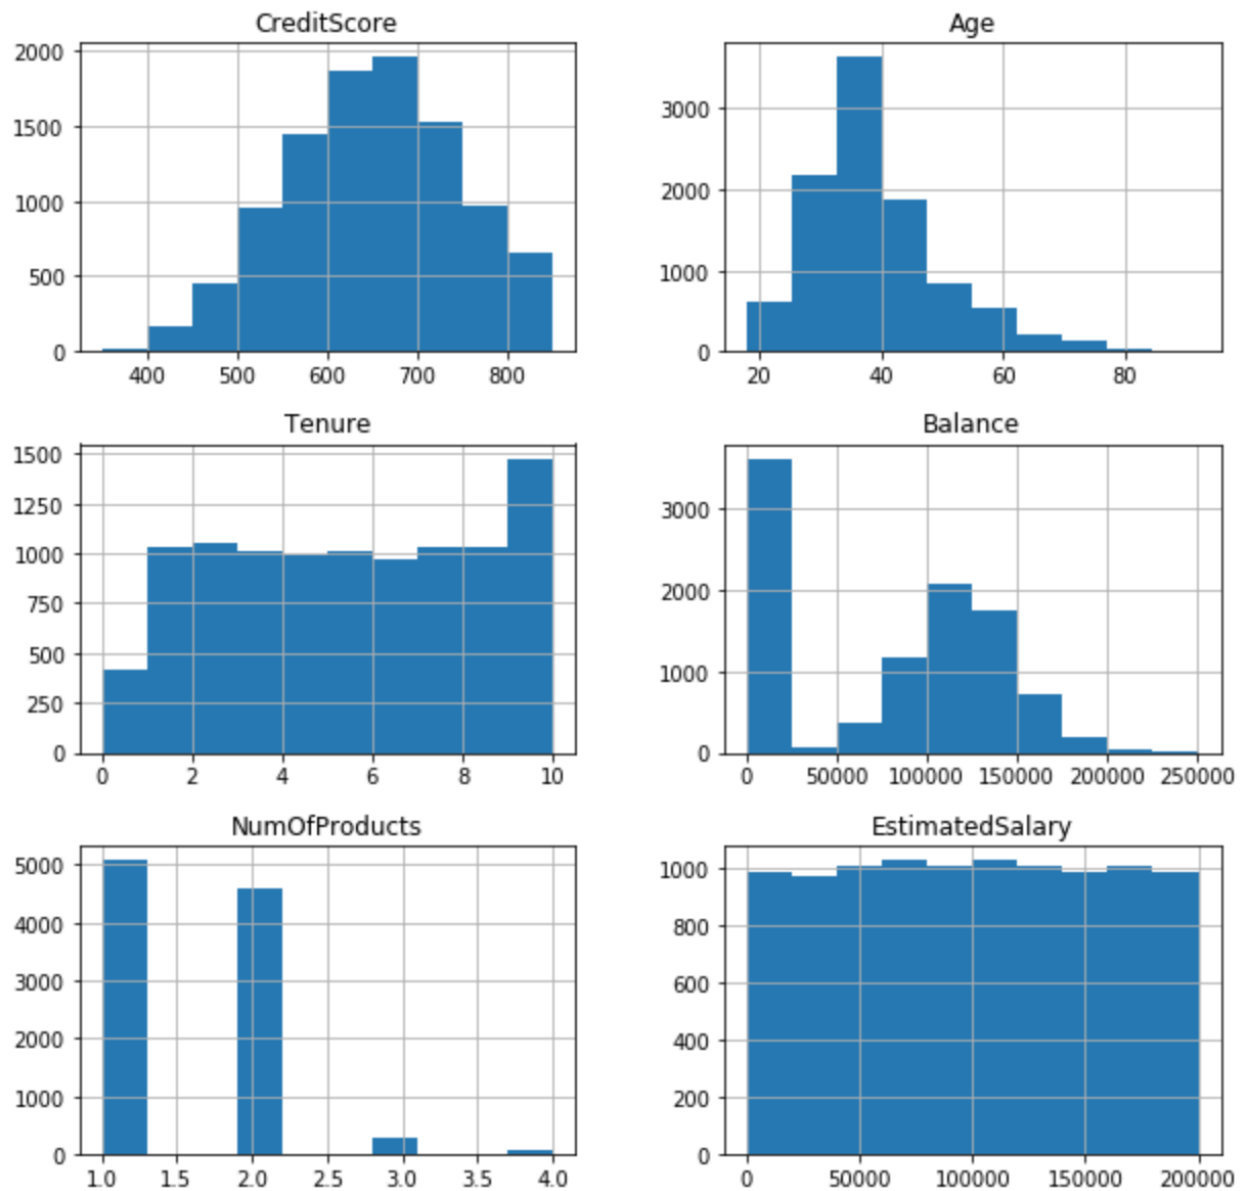 CreditScore
2000
1500
1000
500
0
400 500 600 700 800
Age
3000
2000
1000
0
20 40 60 80
Tenure
1500
1250
1000
750
500
250
0
0 2 4 6 8 10
Balance
3000
2000
1000
0
0 50000 100000 150000 200000 250000
NumOfProducts
5000
4000
3000
2000
1000
0
1.0 1.5 2.0 2.5 3.0 3.5 4.0
EstimatedSalary
1000
800
600
400
200
0
0 50000 100000 150000 200000